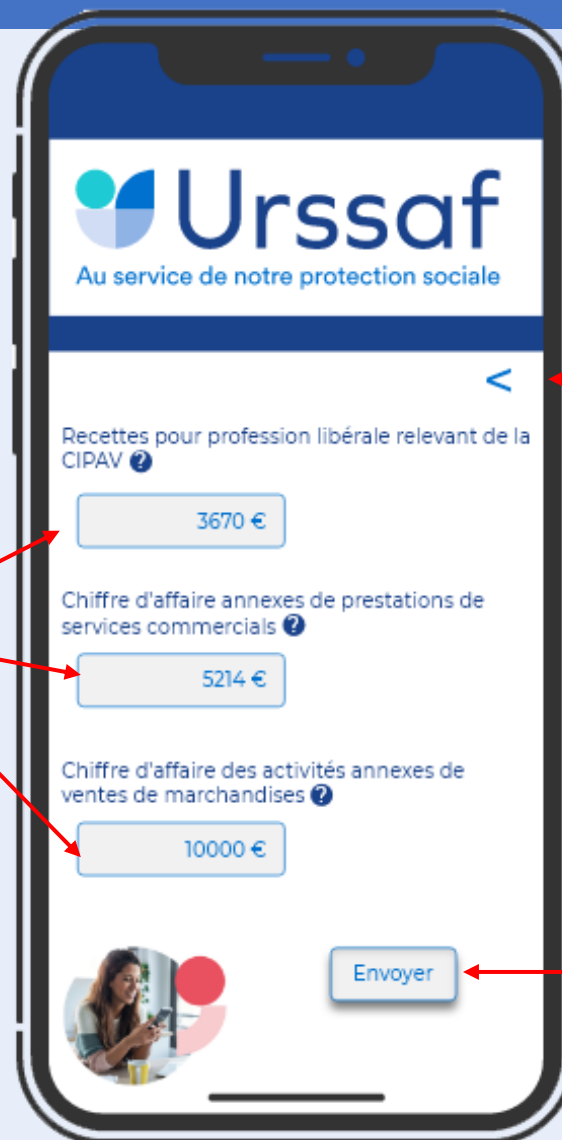 Urssaf
Au service de notre protection sociale
<
Recettes pour profession libérale relevant de la
CIPAV ?
3670 €
Chiffre d'affaire annexes de prestations de
services commercials ?
5214 €
Chiffre d'affaire des activités annexes de
ventes de marchandises ?
10000 €
Envoyer